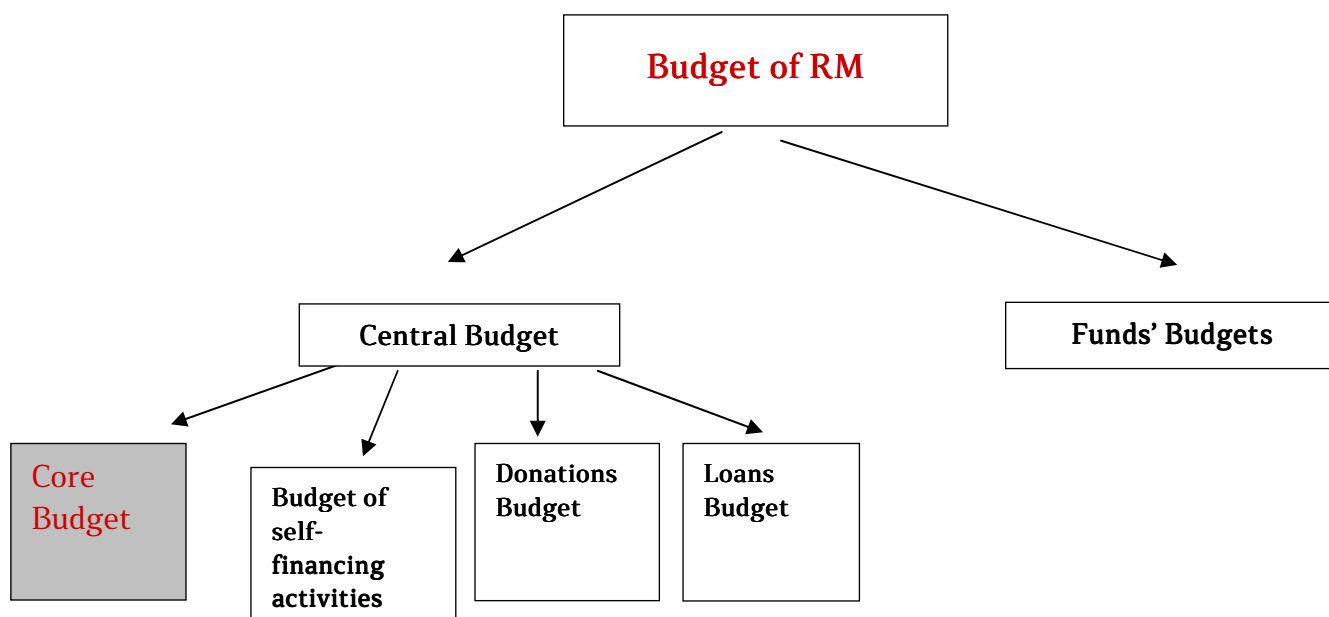 Budget of RM
Central Budget
Funds’ Budgets
Core
Budget
Budget of
self-
financing
activities
Donations
Budget
Loans
Budget